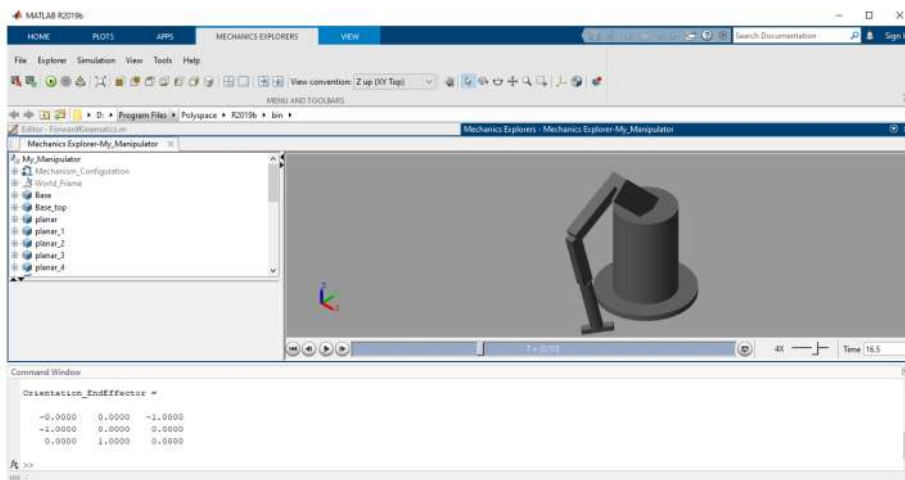 MATLAB R2019b
HOME PLOTS APPS MECHANICS EXPLORERS VIEW Search Documentation Sign I
File Explorer Simulation View Tools Help
View convention: Z up (XY Top)
MENU AND TOOLBARS
D: Program Files Polyspace R2019b bin
Editor - ForwardKinematics.m
Mechanics Explorers - Mechanics Explorer-My_Manipulator
Mechanics Explorer-My_Manipulator
My_Manipulator
Mechanism_Configuration
World_Frame
Base
Base_top
planar
planar_1
planar_2
planar_3
planar_4
4X Time 16.5
Command Window
Orientation_EndEffector =
-0.0000 0.0000 -1.0000
-1.0000 0.0000 0.0000
0.0000 1.0000 0.0000
fx >>